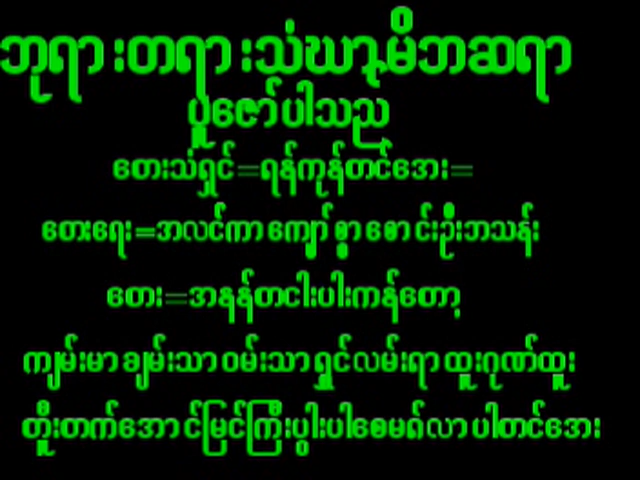 ဘုရား တရား သံဃာ့မိဘဆရာ
ပူဇော်ပါသည
တေးသံရှင်=ရန်ကုန်တင်အေး=
တေးရေး=အလင်္ကာကျော်စွာစောင်းဦးဘသန်း
တေး=အနန်တငါးပါးကန်တော့
ကျမ်းမာချမ်းသာဝမ်းသာရှွင်လမ်းရာထူးဂုဏ်ထူး
တိုးတက်အောင်မြင်ကြီးပွါးပါစေမရ်လာပါတင်အေး